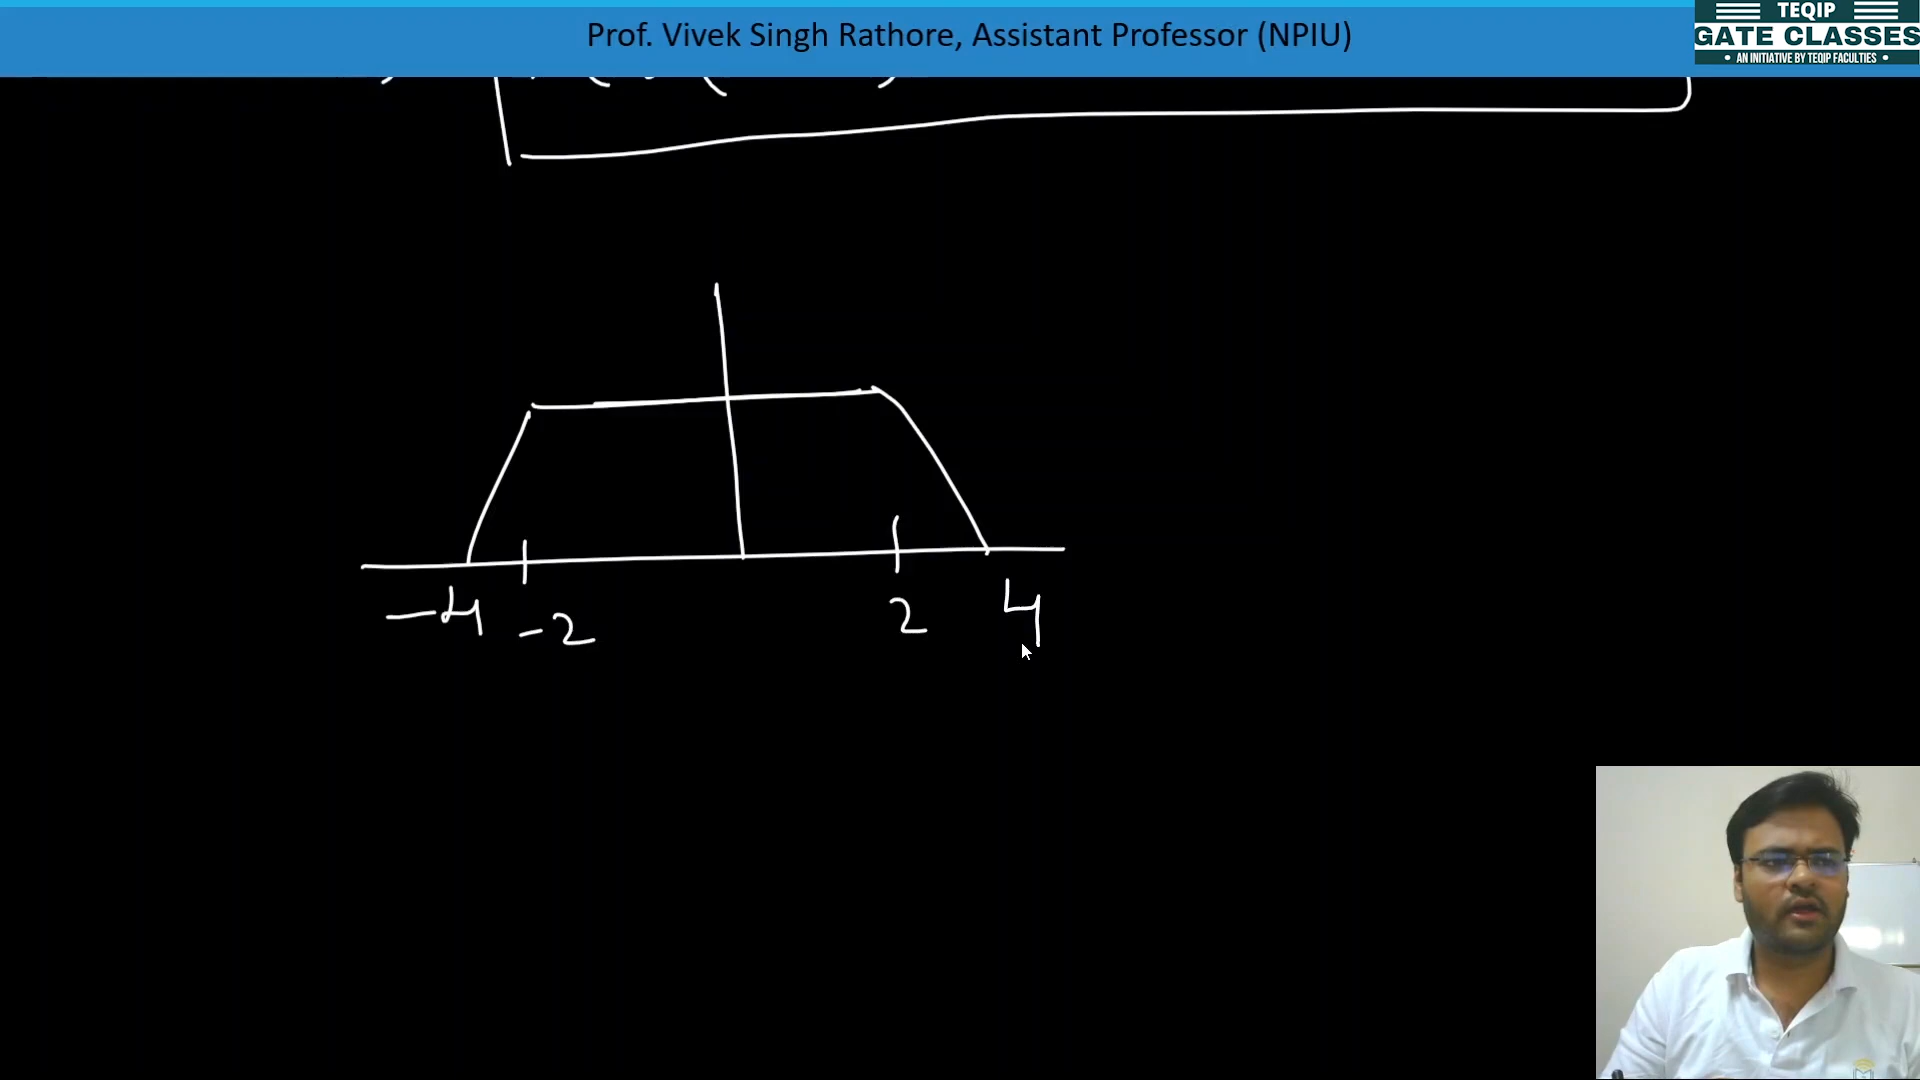 Prof. Vivek Singh Rathore, Assistant Professor (NPIU)
TEQIP
GATE CLASSES
• AN INITIATIVE BY TEQIP FACULTIES •
-4 -2 2 4